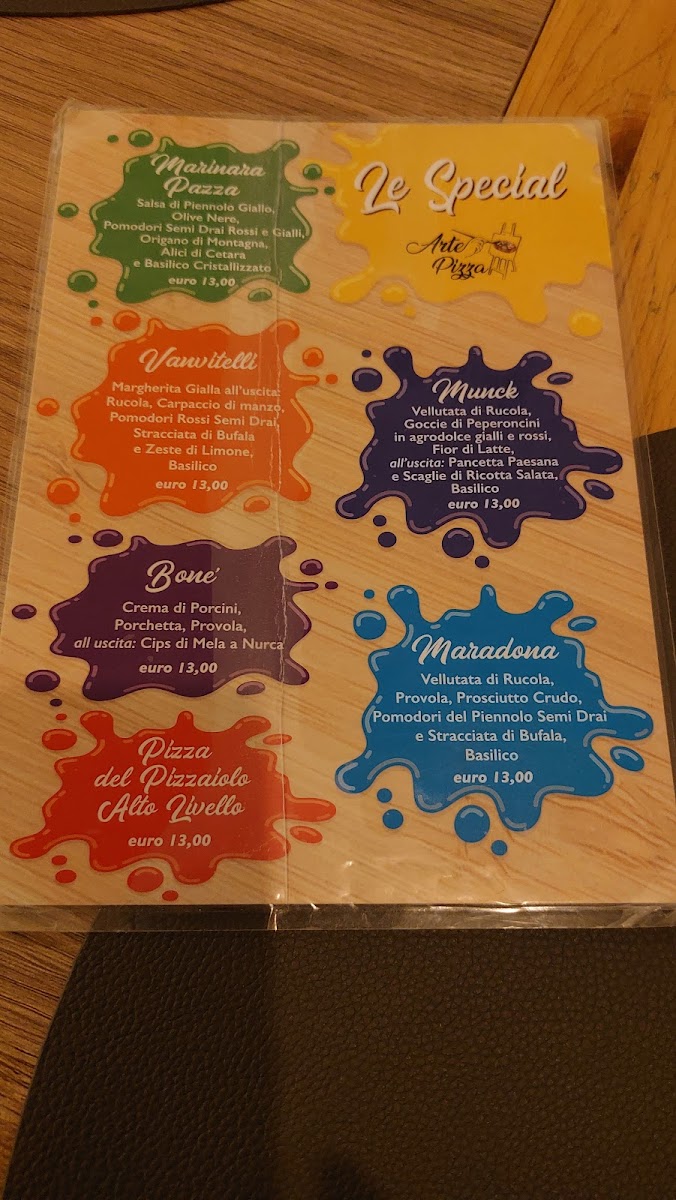 Le Special
Arte
Pizza
Marinara
Pazza
Salsa di Piennolo Giallo,
Olive Nere,
Pomodori Semi Drai Rossi e Gialli,
Origano di Montagna,
Alici di Cetara
e Basilico Cristallizzato
euro 13,00
Vanvitelli
Margherita Gialla all'uscita:
Rucola, Carpaccio di manzo,
Pomodori Rossi Semi Drai,
Stracciata di Bufala
e Zeste di Limone,
Basilico
euro 13,00
Munck
Vellutata di Rucola,
Goccie di Peperoncini
in agrodolce gialli e rossi,
Fior di Latte,
all'uscita: Pancetta Paesana
e Scaglie di Ricotta Salata,
Basilico
euro 13,00
Bone'
Crema di Porcini,
Porchetta, Provola,
all uscita: Cips di Mela a Nurca
euro 13,00
Maradona
Vellutata di Rucola,
Provola, Prosciutto Crudo,
Pomodori del Piennolo Semi Drai
e Stracciata di Bufala,
Basilico
euro 13,00
Pizza
del Pizzaiolo
Alto Livello
euro 13,00